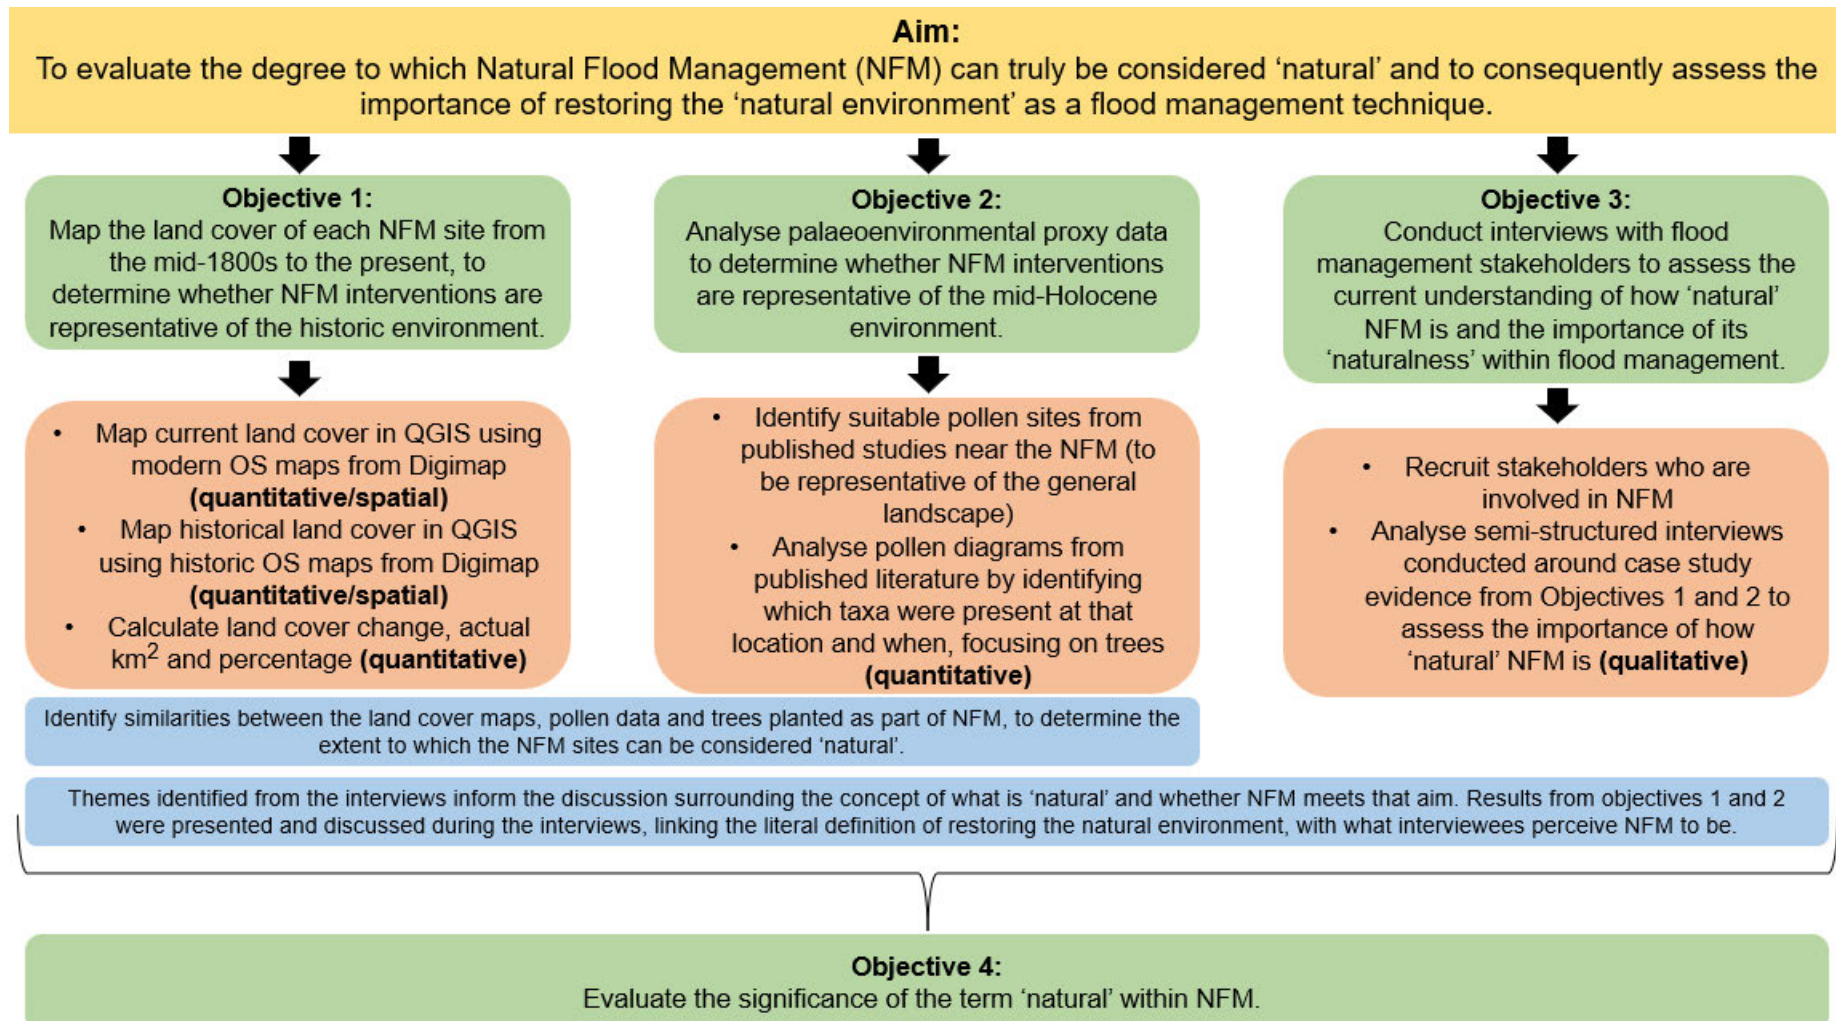 Aim:
To evaluate the degree to which Natural Flood Management (NFM) can truly be considered ‘natural’ and to consequently assess the
importance of restoring the ‘natural environment’ as a flood management technique.
Objective 1:
Map the land cover of each NFM site from
the mid-1800s to the present, to
determine whether NFM interventions are
representative of the historic environment.
• Map current land cover in QGIS using
modern OS maps from Digimap
(quantitative/spatial)
• Map historical land cover in QGIS
using historic OS maps from Digimap
(quantitative/spatial)
• Calculate land cover change, actual
km² and percentage (quantitative)
Objective 2:
Analyse palaeoenvironmental proxy data
to determine whether NFM interventions
are representative of the mid-Holocene
environment.
• Identify suitable pollen sites from
published studies near the NFM (to
be representative of the general
landscape)
• Analyse pollen diagrams from
published literature by identifying
which taxa were present at that
location and when, focusing on trees
(quantitative)
Objective 3:
Conduct interviews with flood
management stakeholders to assess the
current understanding of how ‘natural’
NFM is and the importance of its
‘naturalness’ within flood management.
• Recruit stakeholders who are
involved in NFM
• Analyse semi-structured interviews
conducted around case study
evidence from Objectives 1 and 2 to
assess the importance of how
‘natural’ NFM is (qualitative)
Identify similarities between the land cover maps, pollen data and trees planted as part of NFM, to determine the
extent to which the NFM sites can be considered ‘natural’.
Themes identified from the interviews inform the discussion surrounding the concept of what is ‘natural’ and whether NFM meets that aim. Results from objectives 1 and 2
were presented and discussed during the interviews, linking the literal definition of restoring the natural environment, with what interviewees perceive NFM to be.
Objective 4:
Evaluate the significance of the term ‘natural’ within NFM.